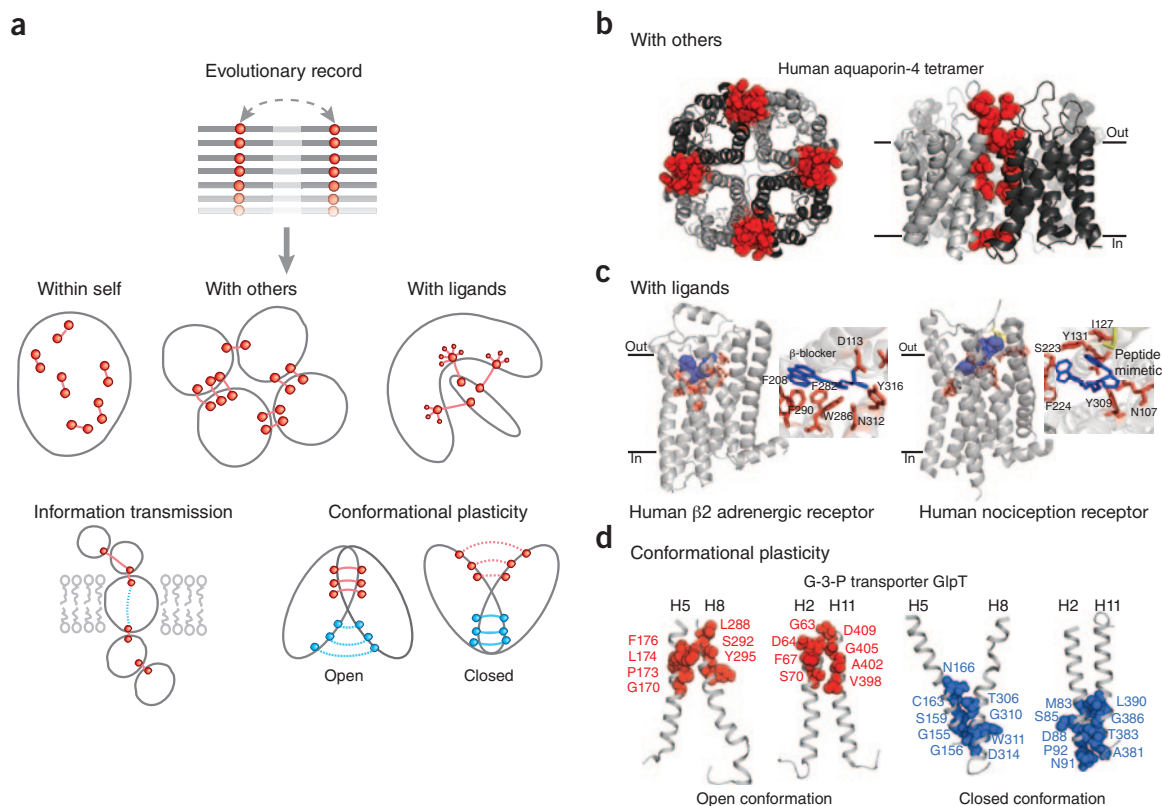 a
Evolutionary record
Within self
With others
With ligands
Information transmission
Conformational plasticity
Open
Closed
b
With others
Human aquaporin-4 tetramer
Out
In
c
With ligands
Out
In
β-blocker
D113
F208
F282
Y316
F290
W286
N312
Human β2 adrenergic receptor
Out
In
I127
Y131
S223
Peptide
mimetic
F224
Y309
N107
Human nociception receptor
d
Conformational plasticity
G-3-P transporter GlpT
H5
H8
L288
F176
S292
L174
Y295
P173
G170
H2
H11
G63
D409
D64
G405
F67
A402
S70
V398
Open conformation
H5
H8
N166
C163
T306
S159
G310
G155
W311
G156
D314
H2
H11
M83
L390
S85
G386
D88
T383
P92
A381
N91
Closed conformation